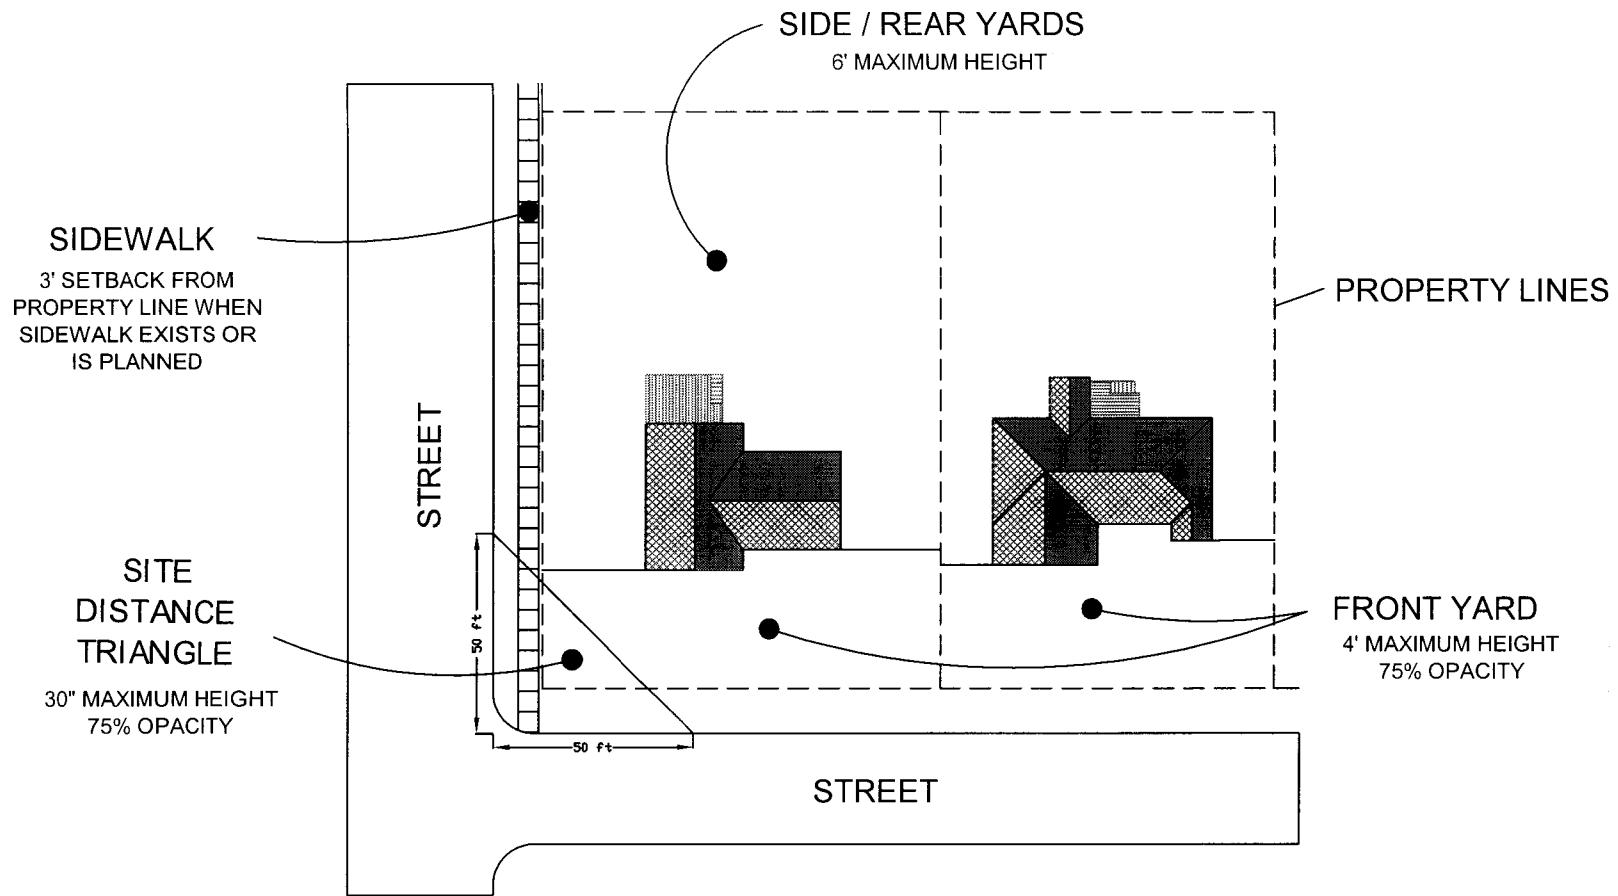 SIDE / REAR YARDS
6' MAXIMUM HEIGHT
SIDEWALK
3' SETBACK FROM
PROPERTY LINE WHEN
SIDEWALK EXISTS OR
IS PLANNED
PROPERTY LINES
STREET
SITE
DISTANCE
TRIANGLE
30" MAXIMUM HEIGHT
75% OPACITY
50 ft
50 ft
FRONT YARD
4' MAXIMUM HEIGHT
75% OPACITY
STREET